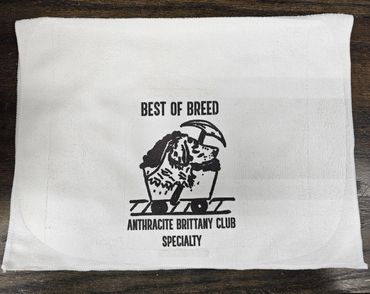 BEST OF BREED
ANTHRACITE BRITTANY CLUB
SPECIALTY